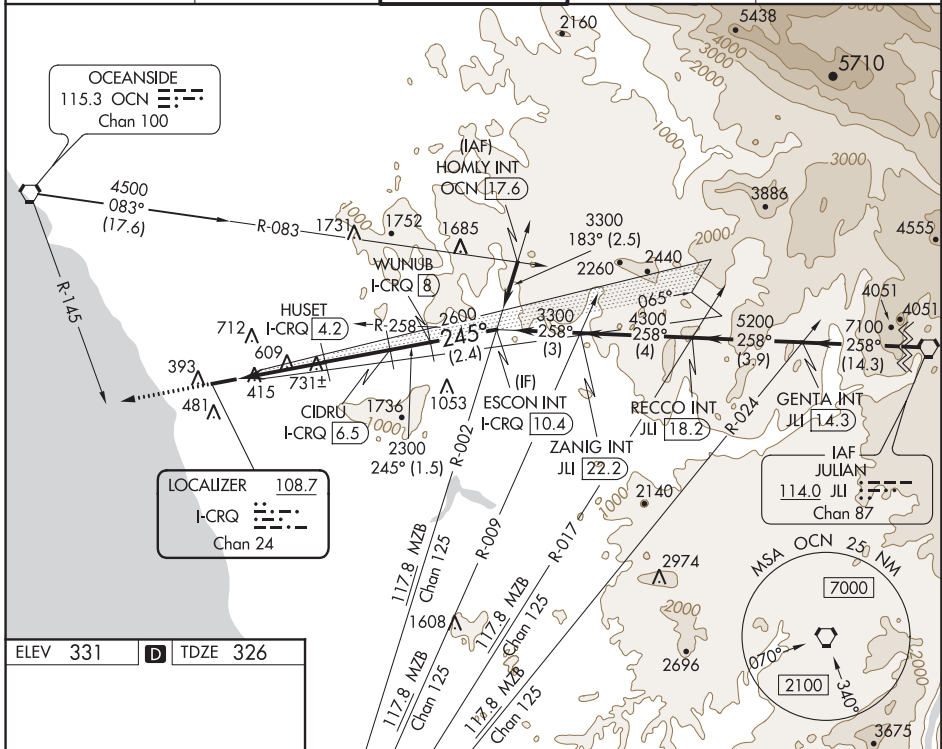 2160
5438
5000
4000
3000
2000
5710
OCEANSIDE
115.3 OCN
Chan 100
1000
3000
(IAF)
HOMLY INT
OCN 17.6
4500
083°
(17.6)
R-083
1000
1731
1752
1685
3300
183° (2.5)
3886
2000
4555
2260
2440
WUNUB
I-CRQ 8
065°
4051
4051
R-145
HUSET
I-CRQ 4.2
R-258
2600
245°
(2.4)
3300
258°
(3)
4300
258°
(4)
5200
258°
(3.9)
7100
258°
(14.3)
712
609
393
415
731±
481
CIDRU
I-CRQ 6.5
1736
1000
1053
2300
245° (1.5)
(IF)
ESCON INT
I-CRQ 10.4
RECCO INT
JLI 18.2
GENTA INT
JLI 14.3
R-024
R-002
ZANIG INT
JLI 22.2
IAF
JULIAN
114.0 JLI
Chan 87
LOCALIZER 108.7
I-CRQ
Chan 24
R-009
R-017
1000
2140
2974
2000
2696
117.8 MZB
Chan 125
1608
117.8 MZB
Chan 125
117.8 MZB
Chan 125
117.8 MZB
Chan 125
MSA OCN 25 NM
7000
070°
2100
340°
2000
3675
ELEV 331 D TDZE 326